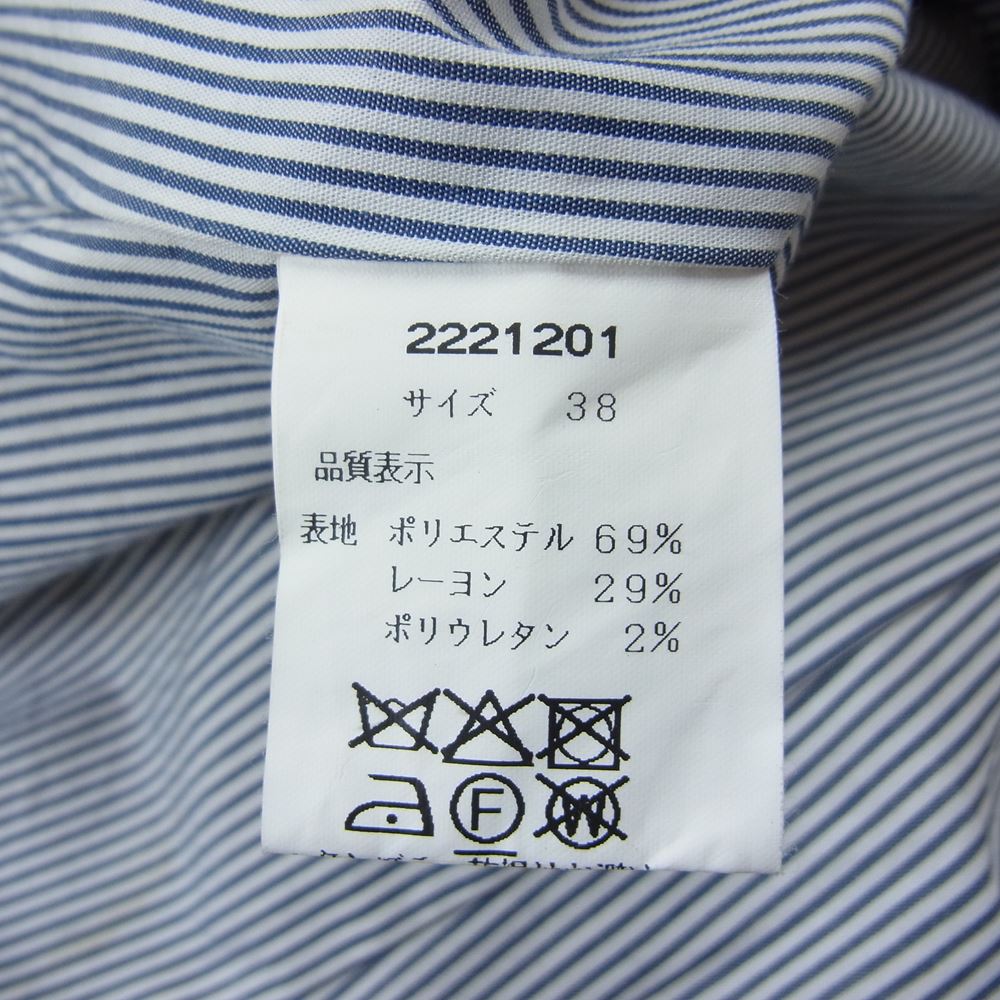 2221201
サイズ 38
品質表示
表地 ポリエステル 69%
レーヨン 29%
ポリウレタン 2%
F W